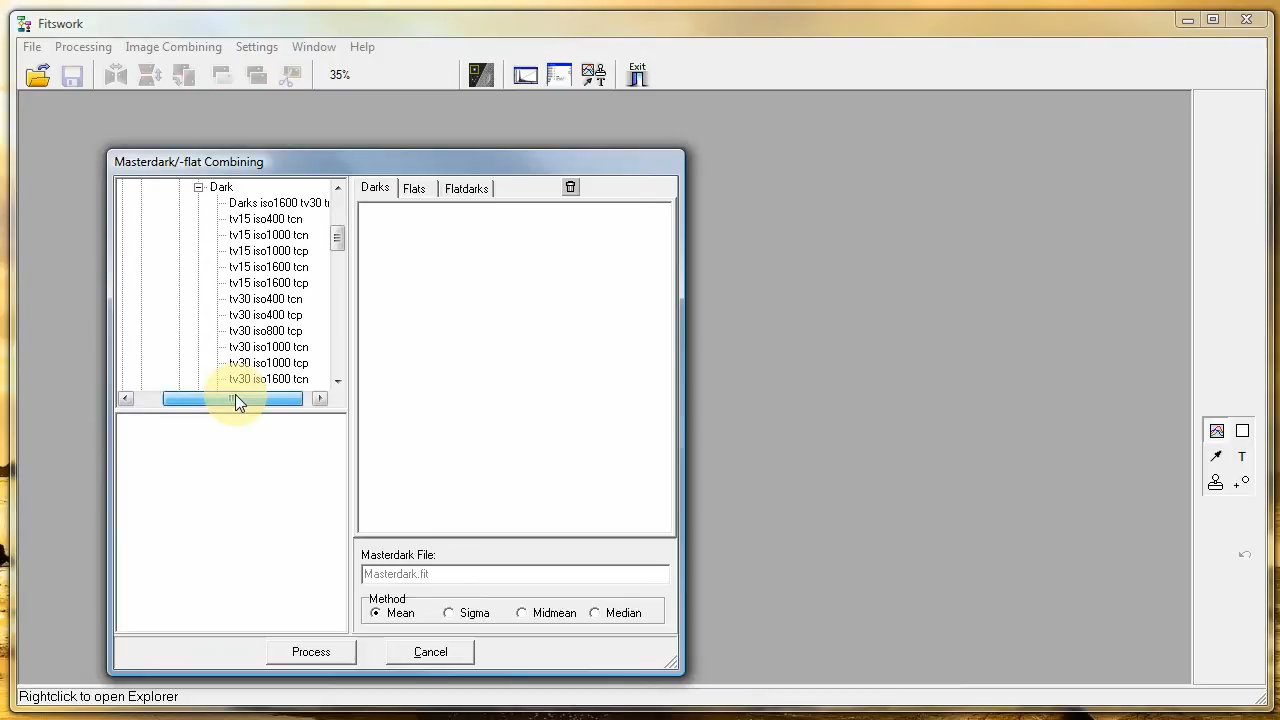 Fitswork
File Processing Image Combining Settings Window Help
35%
Exit
Masterdark/-flat Combining
Dark
Darks iso1600 tv30
tv15 iso400 tcn
tv15 iso1000 tcn
tv15 iso1000 tcp
tv15 iso1600 tcn
tv15 iso1600 tcp
tv30 iso400 tcn
tv30 iso400 tcp
tv30 iso800 tcp
tv30 iso1000 tcn
tv30 iso1000 tcp
tv30 iso1600 tcn
Darks Flats Flatdarks
Masterdark File:
Masterdark.fit
Method
Mean Sigma Midmean Median
Process Cancel
T
Rightclick to open Explorer